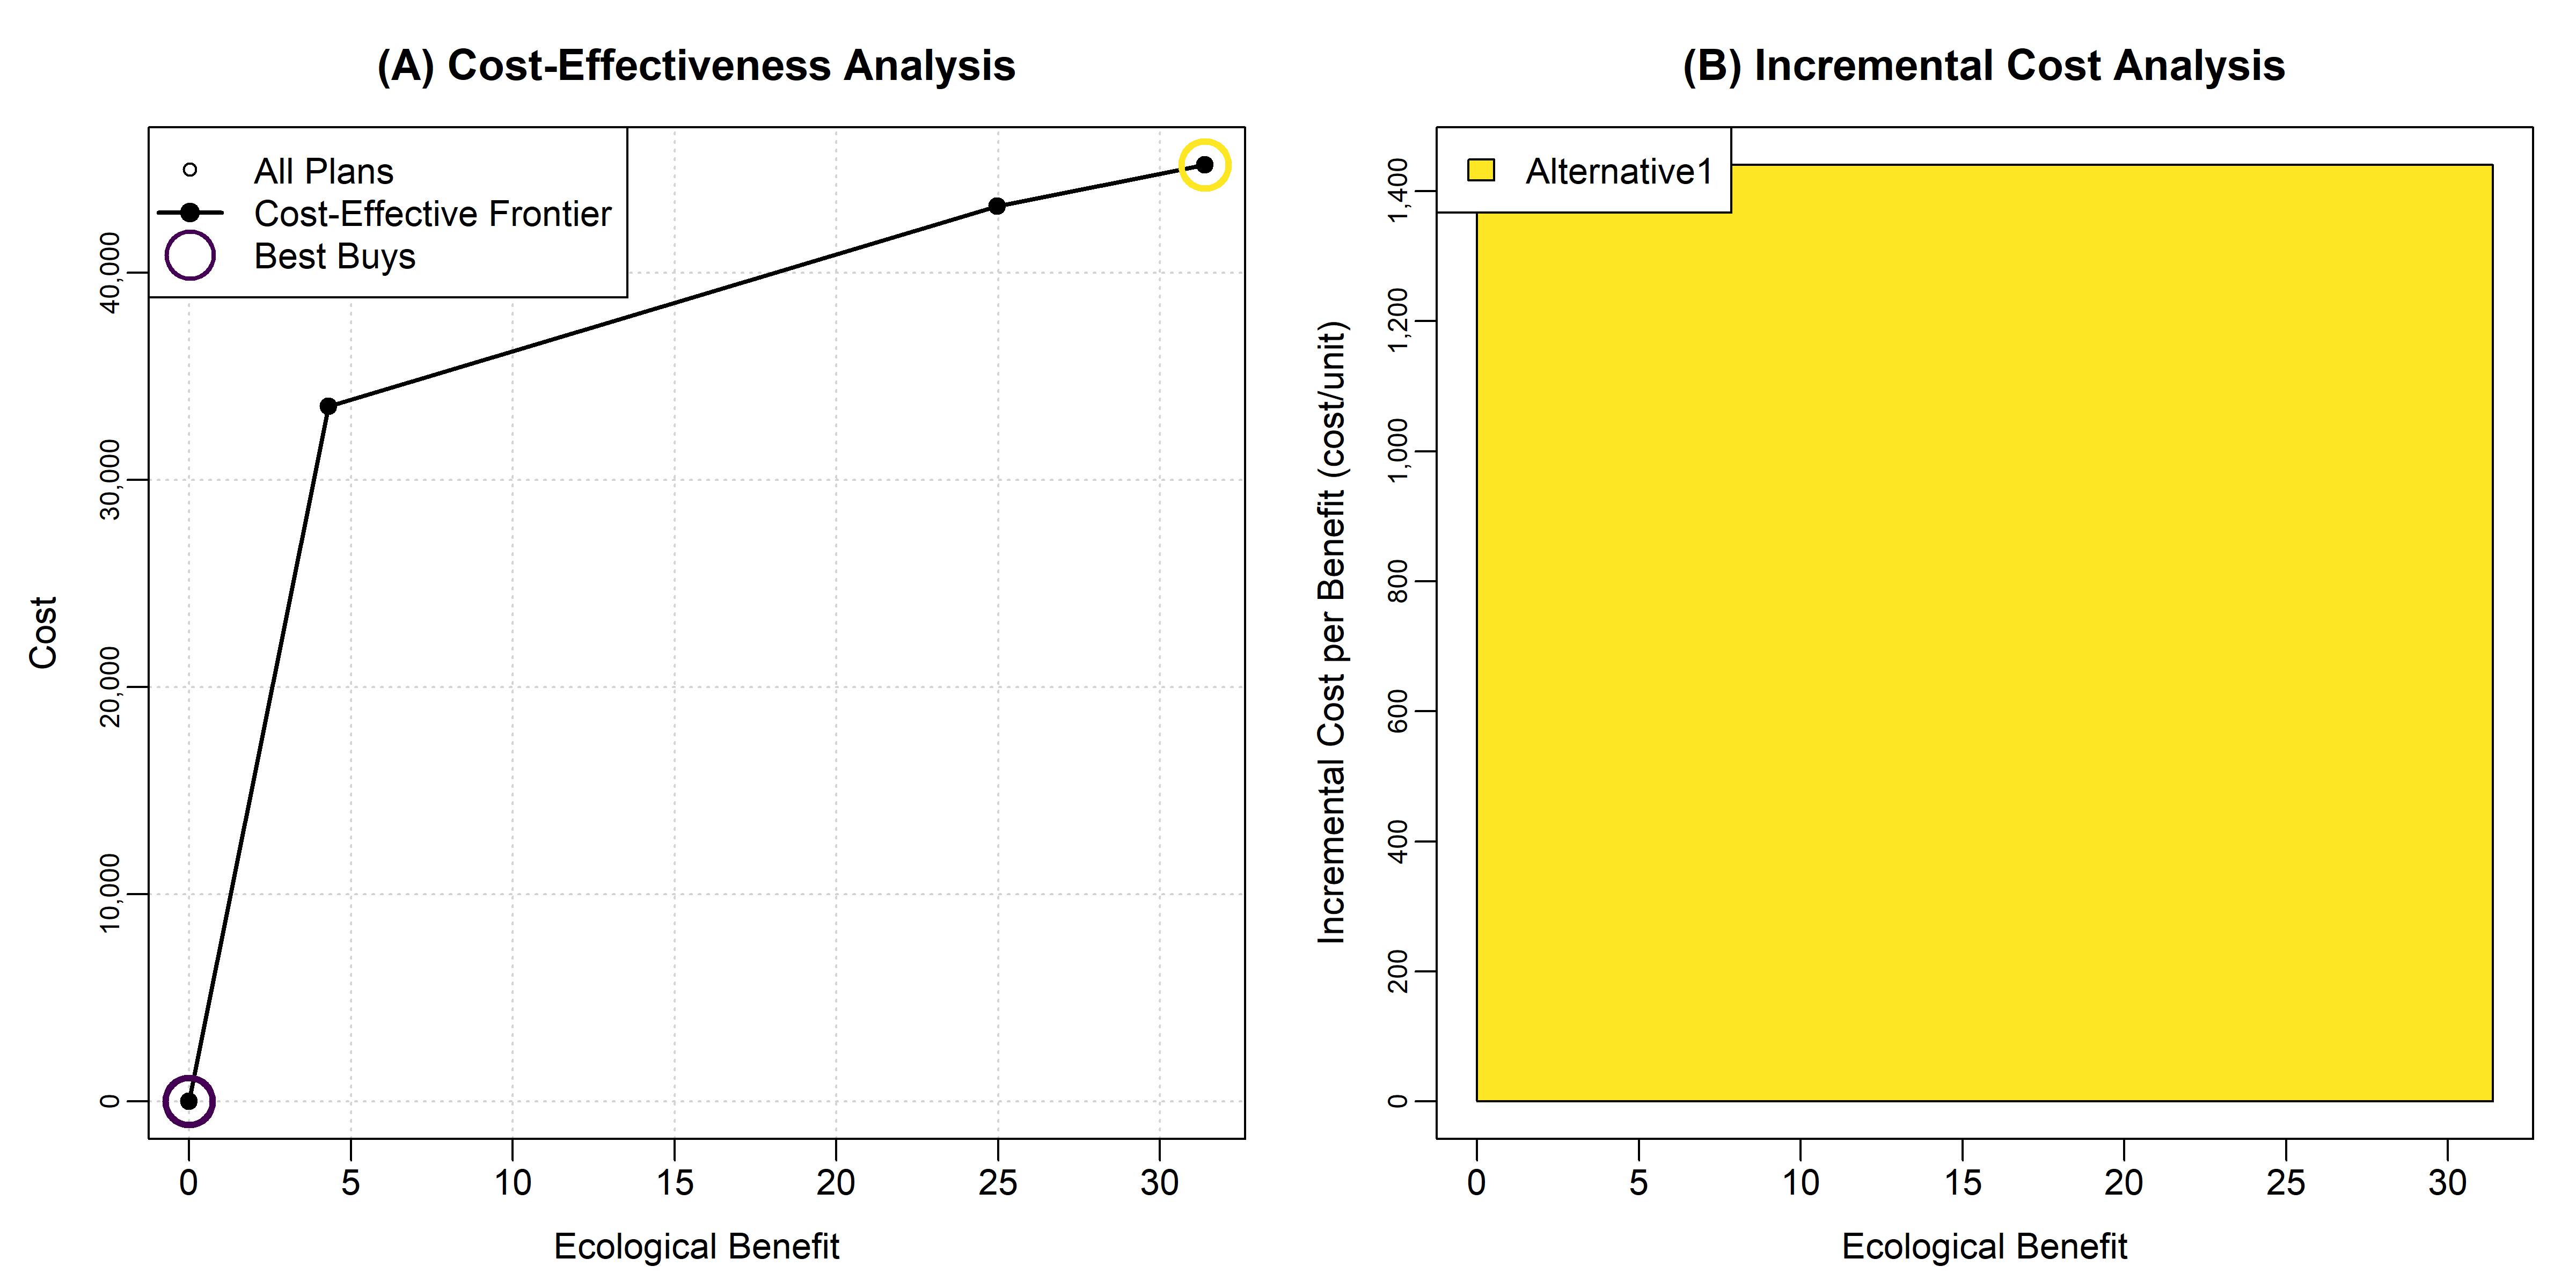 (A) Cost-Effectiveness Analysis
All Plans
Cost-Effective Frontier
Best Buys
Cost
40,000
30,000
20,000
10,000
0
0 5 10 15 20 25 30
Ecological Benefit
(B) Incremental Cost Analysis
Alternative1
Incremental Cost per Benefit (cost/unit)
1,400
1,200
1,000
800
600
400
200
0
0 5 10 15 20 25 30
Ecological Benefit